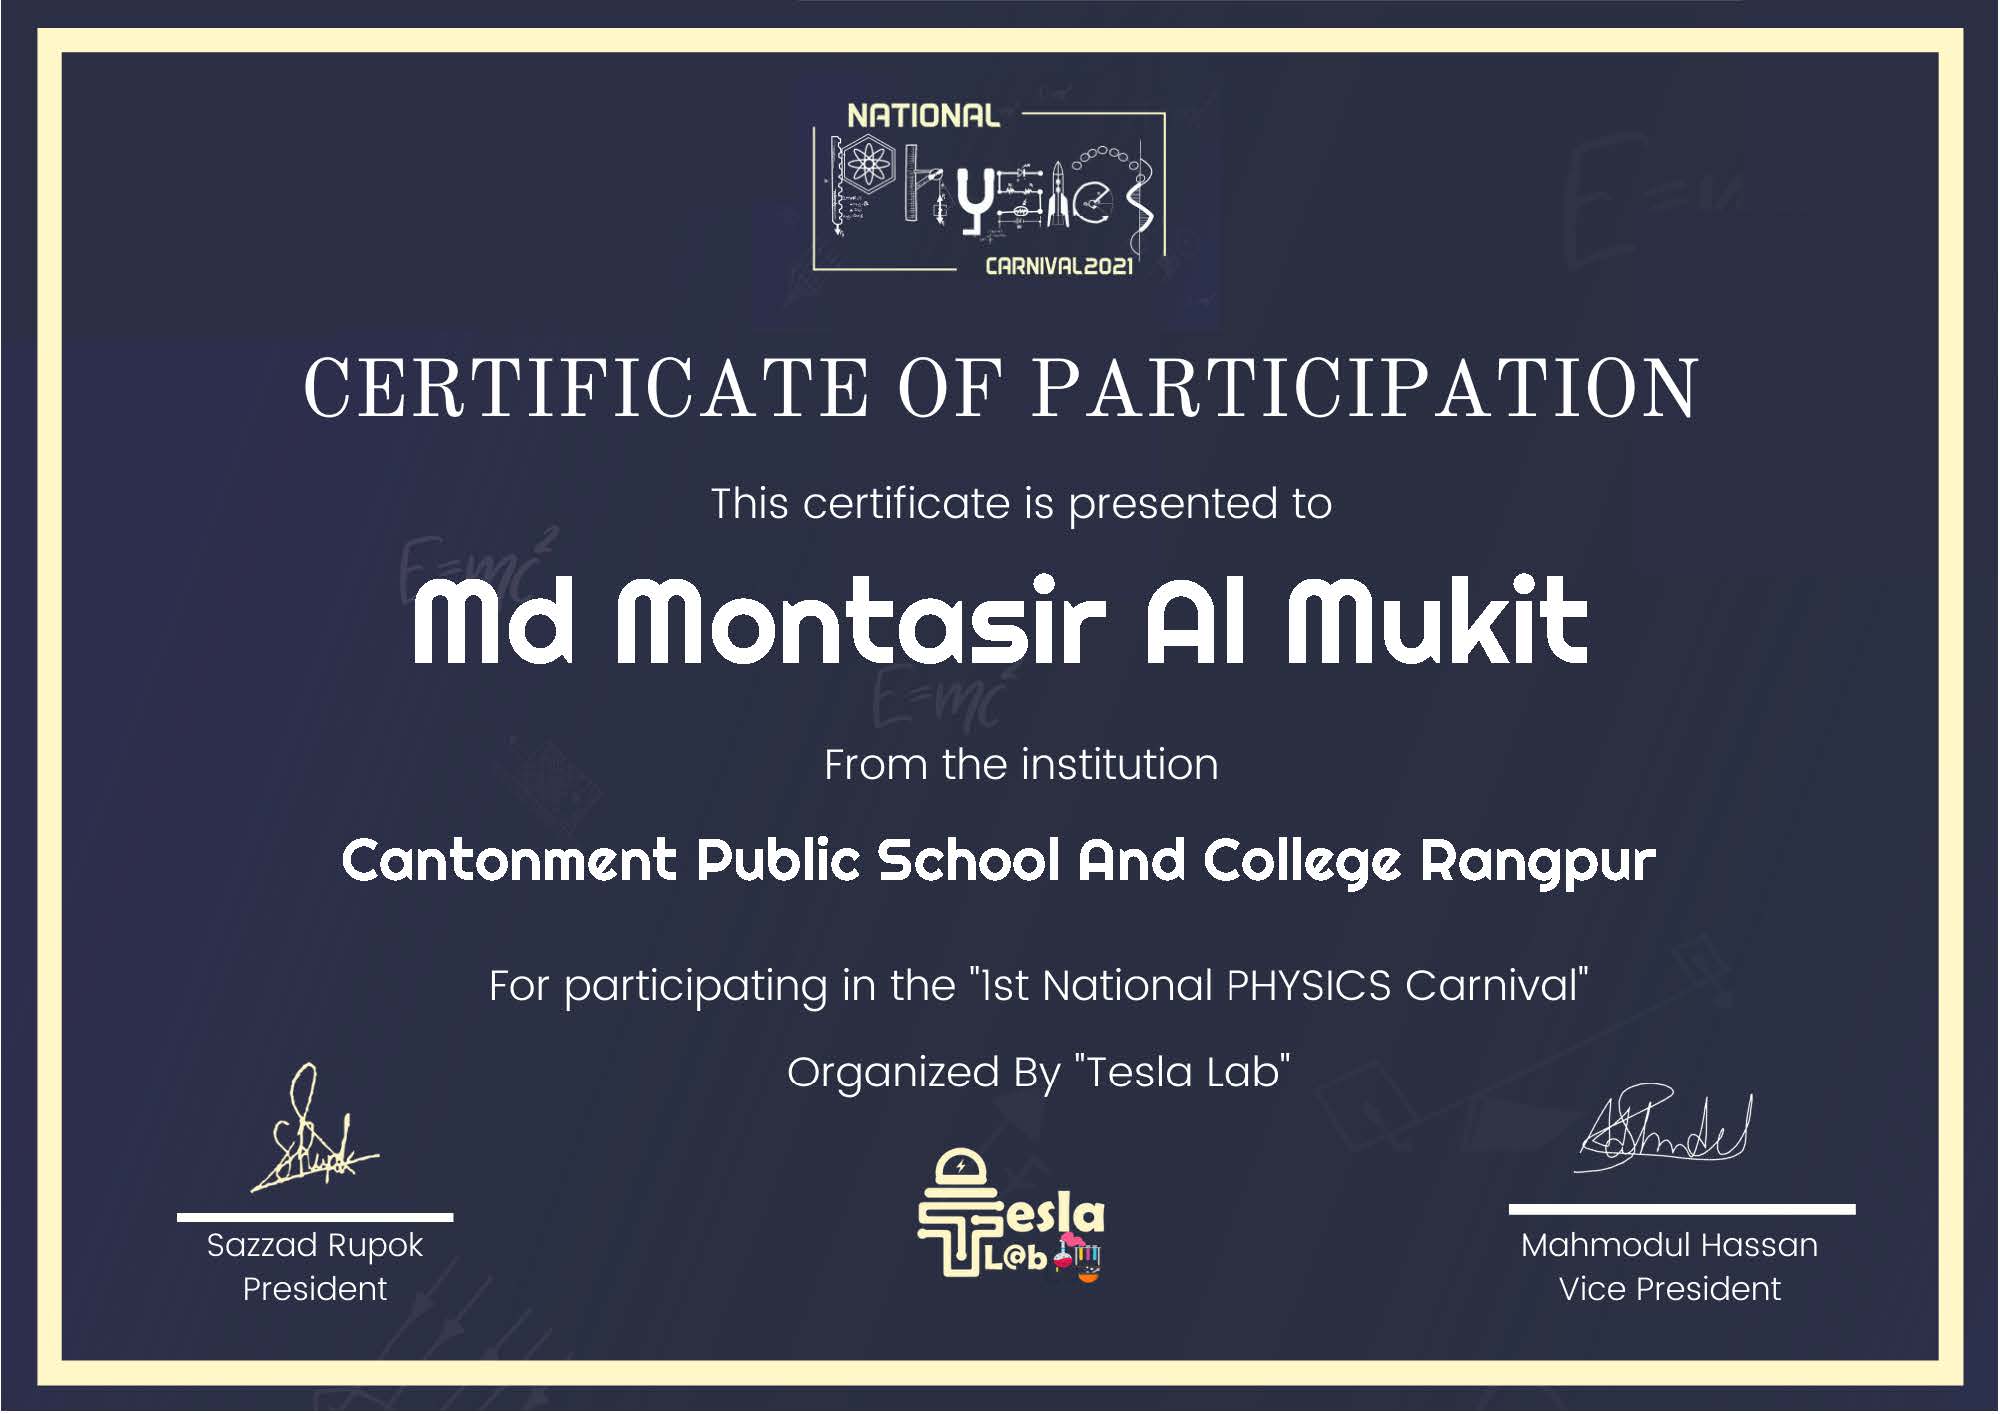 NATIONAL
Physics
CARNIVAL2021
CERTIFICATE OF PARTICIPATION
This certificate is presented to
E=mc²
Md Montasir Al Mukit
E=mc²
From the institution
Cantonment Public School And College Rangpur
For participating in the "1st National PHYSICS Carnival"
Organized By "Tesla Lab"
Tesla
L@b
Sazzad Rupok
President
Mahmodul Hassan
Vice President